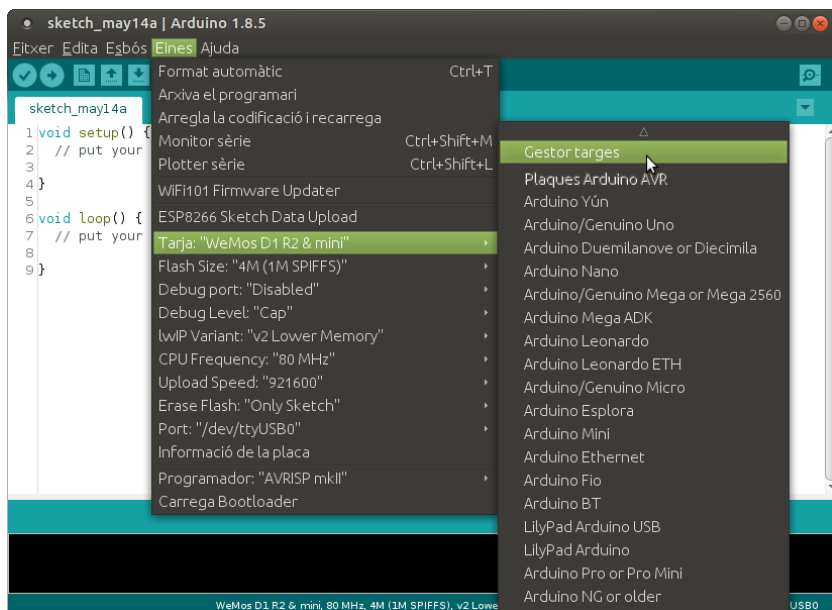 sketch_may14a | Arduino 1.8.5
Fitxer Edita Esbós Eines Ajuda
sketch_may14a
1 void setup() {
2 // put your
3
4 }
5
6 void loop() {
7 // put your
8
9 }
Format automàtic Ctrl+T
Arxiva el programari
Arregla la codificació i recarrega
Monitor sèrie Ctrl+Shift+M
Plotter sèrie Ctrl+Shift+L
WiFi101 Firmware Updater
ESP8266 Sketch Data Upload
Tarja: "WeMos D1 R2 & mini"
Flash Size: "4M (1M SPIFFS)"
Debug port: "Disabled"
Debug Level: "Cap"
lwIP Variant: "v2 Lower Memory"
CPU Frequency: "80 MHz"
Upload Speed: "921600"
Erase Flash: "Only Sketch"
Port: "/dev/ttyUSB0"
Informació de la placa
Programador: "AVRISP mkII"
Carrega Bootloader
Gestor targes
Plaques Arduino AVR
Arduino Yún
Arduino/Genuino Uno
Arduino Duemilanove or Diecimila
Arduino Nano
Arduino/Genuino Mega or Mega 2560
Arduino Mega ADK
Arduino Leonardo
Arduino Leonardo ETH
Arduino/Genuino Micro
Arduino Esplora
Arduino Mini
Arduino Ethernet
Arduino Fio
Arduino BT
LilyPad Arduino USB
LilyPad Arduino
Arduino Pro or Pro Mini
Arduino NG or older
WeMos D1 R2 & mini, 80 MHz, 4M (1M SPIFFS), v2 Lowe USB0